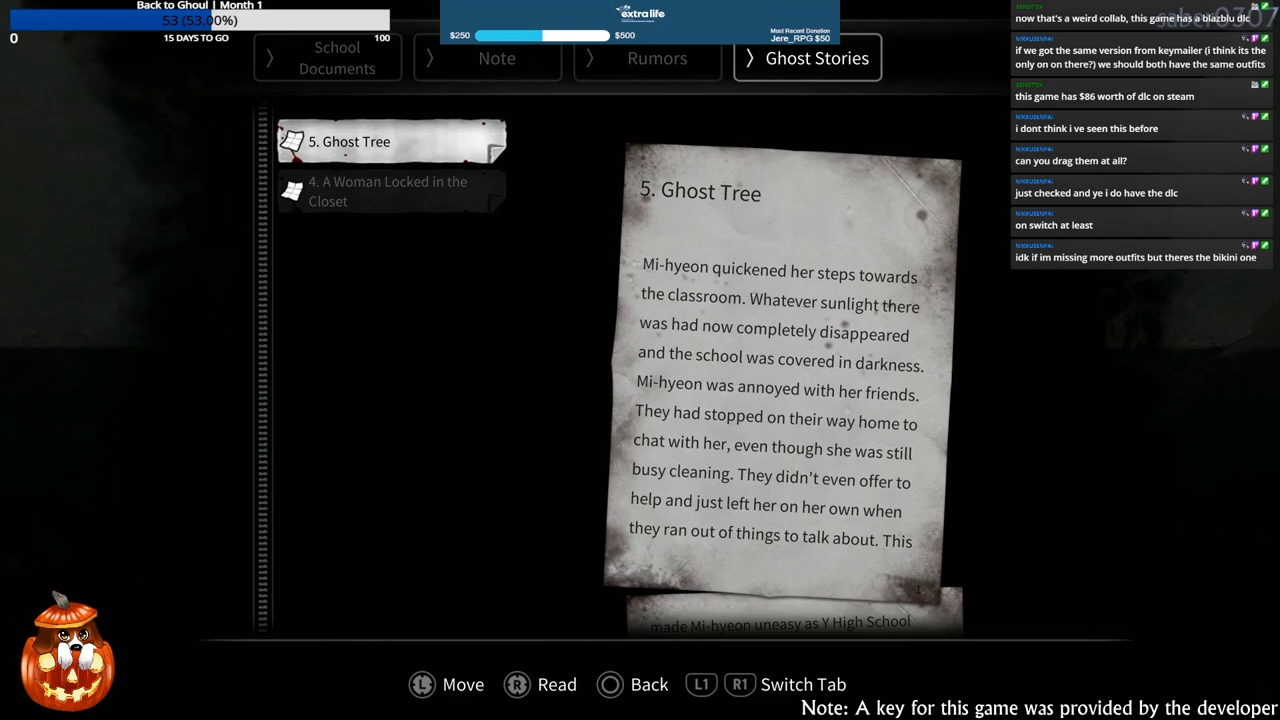 Back to Ghoul | Month 1
53 (53.00%)
0
15 DAYS TO GO
100
extra life
$250
$500
Most Recent Donation
Jere_RPG $50
School
Documents
Note
Rumors
Ghost Stories
5. Ghost Tree
4. A Woman Locked in the
Closet
5. Ghost Tree
Mi-hyeon quickened her steps towards
the classroom. Whatever sunlight there
was had now completely disappeared
and the school was covered in darkness.
Mi-hyeon was annoyed with her friends.
They had stopped on their way home to
chat with her, even though she was still
busy cleaning. They didn't even offer to
help and just left her on her own when
they ran out of things to talk about. This
1
made Mi-hyeon uneasy as Y High School
GENOTOX
now that's a weird collab, this game has a blazblu dlc
NIKKUSENPAI
if we got the same version from keymailer (i think its the
only on on there?) we should both have the same outfits
GENOTOX
this game has $86 worth of dlc on steam
NIKKUSENPAI
i dont think i ve seen this before
NIKKUSENPAI
can you drag them at all?
NIKKUSENPAI
just checked and ye i do have the dlc
NIKKUSENPAI
on switch at least
NIKKUSENPAI
idk if im missing more outfits but theres the bikini one
L Move
R Read
Back
L1 R1 Switch Tab
Note: A key for this game was provided by the developer